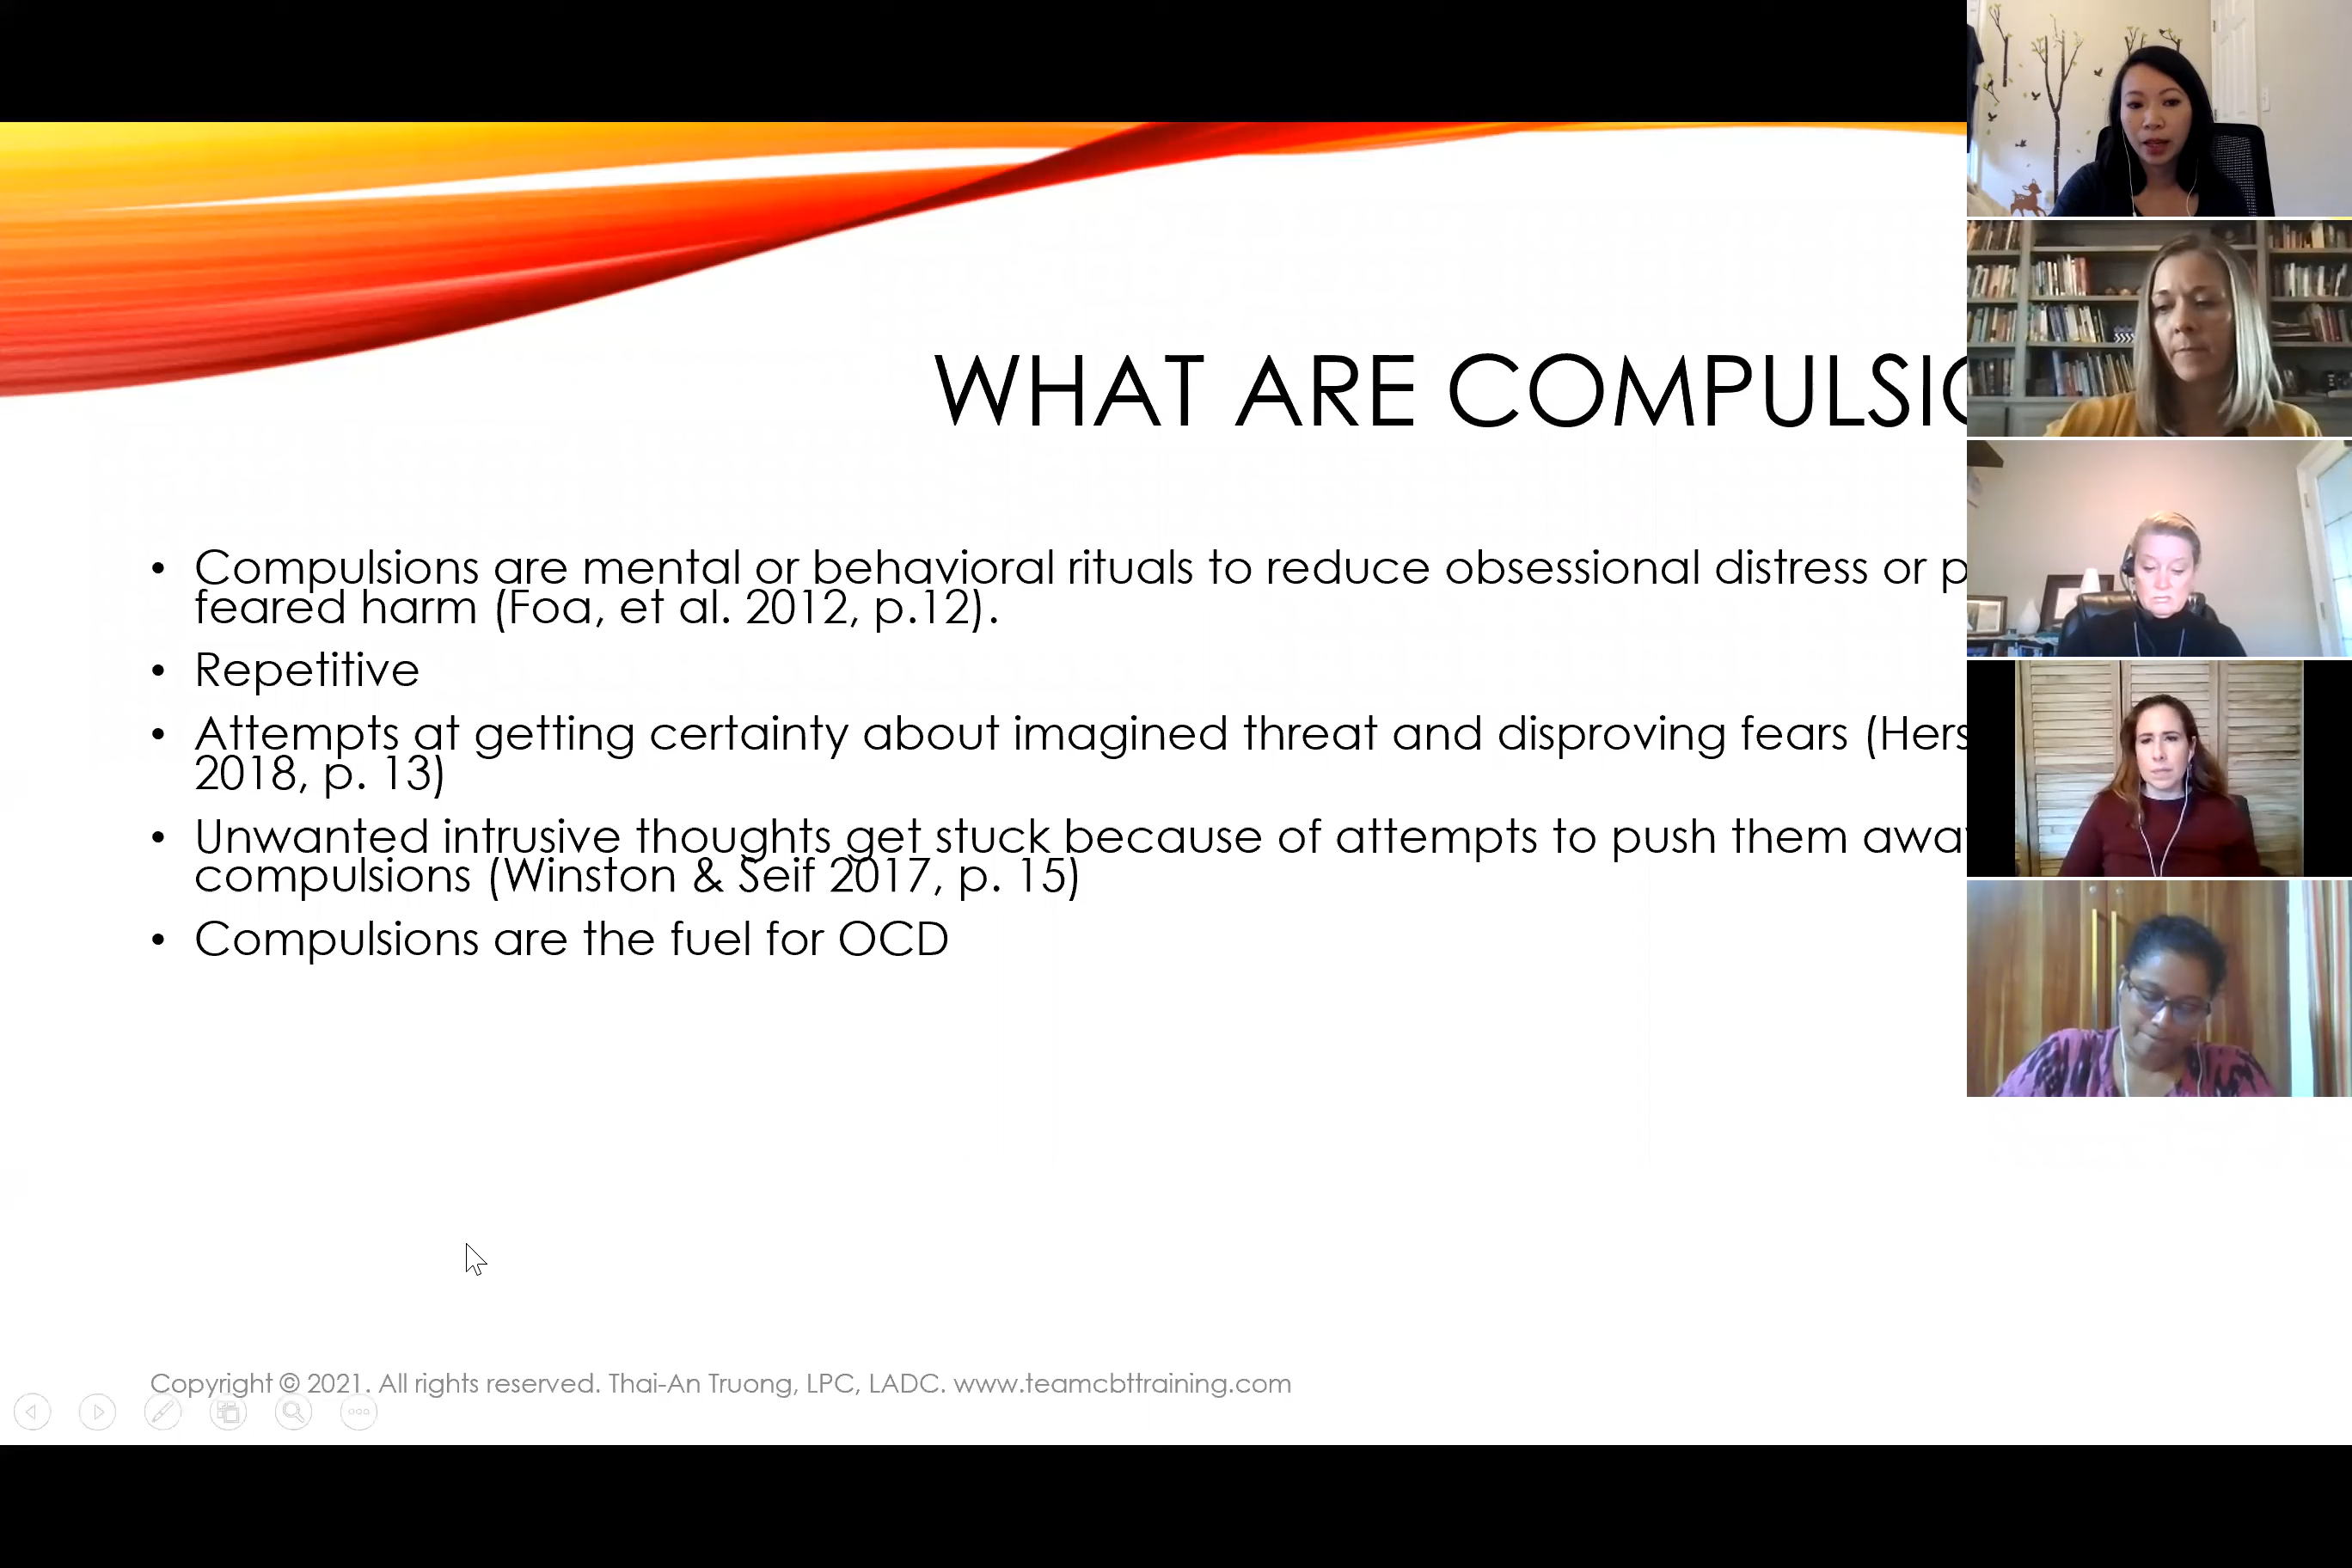 WHAT ARE
Compulsions are mental or behavioral rituals to reduce obsessional distress or
feared harm (Foa, et al. 2012, p.12).
Repetitive
Attempts at getting certainty about imagined threat and disproving fears
2018, p. 13)
Unwanted intrusive thoughts get stuck because of attempts to push them
compulsions (Winston & Seif 2017, p. 15)
Compulsions are the fuel for OCD
Copyright © 2021. All rights reserved. Thai-An Truong, LPC, LADC. www.teamcbttraining.com